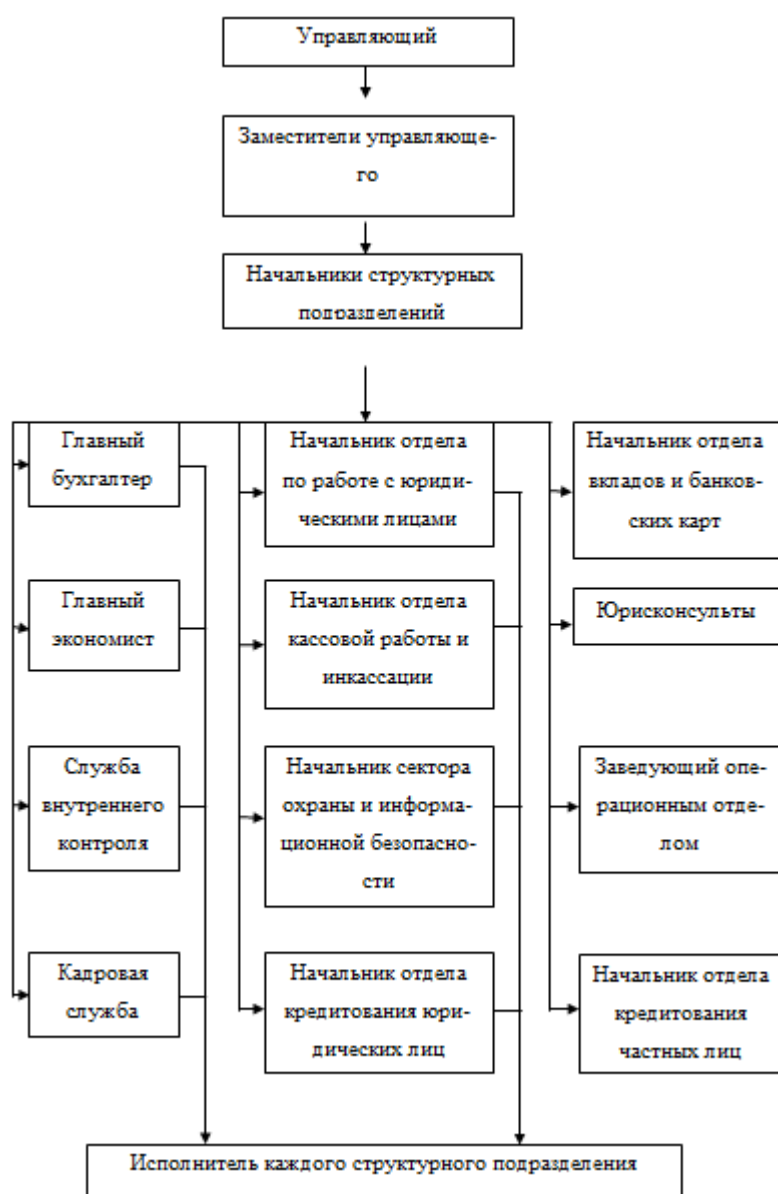 Управляющий
Заместители управляюще-
го
Начальники структурных
подразделений
Главный
бухгалтер
Начальник отдела
по работе с юриди-
ческими лицами
Начальник отдела
вкладов и банков-
ских карт
Главный
экономист
Начальник отдела
кассовой работы и
инкассации
Юрисконсульты
Служба
внутреннего
контроля
Начальник сектора
охраны и информа-
ционной безопасно-
сти
Заведующий опе-
рационным отде-
лом
Кадровая
служба
Начальник отдела
кредитования юри-
дических лиц
Начальник отдела
кредитования
частных лиц
Исполнитель каждого структурного подразделения